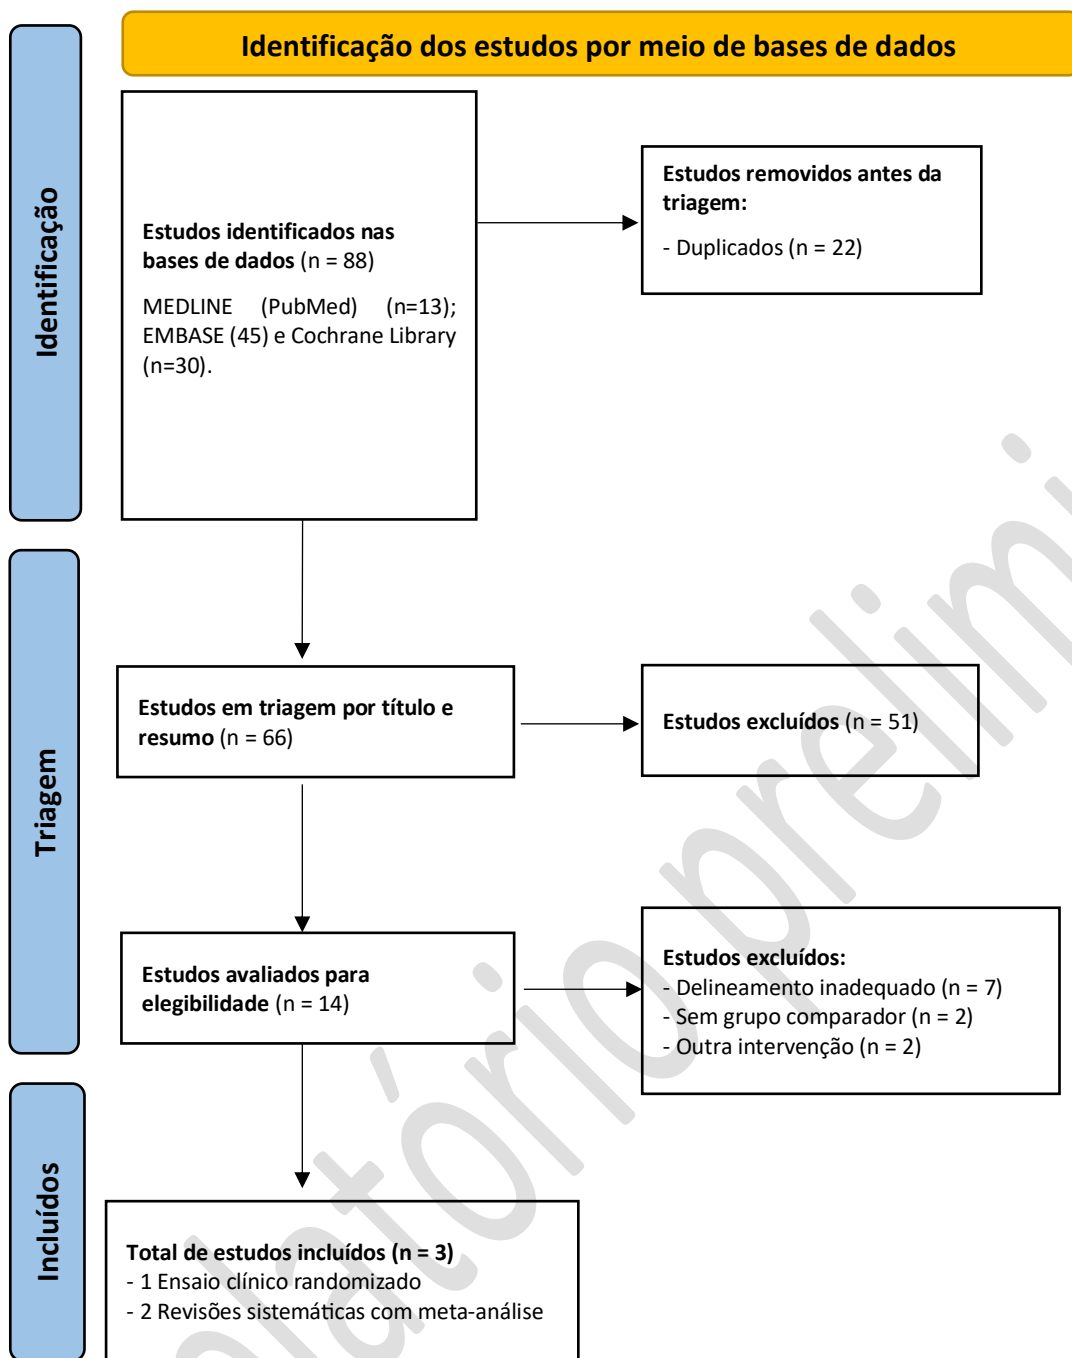 Identificação dos estudos por meio de bases de dados
Identificação
Estudos identificados nas
bases de dados (n = 88)
MEDLINE (PubMed) (n=13);
EMBASE (45) e Cochrane Library
(n=30).
Estudos removidos antes da
triagem:
- Duplicados (n = 22)
Triagem
Estudos em triagem por título e
resumo (n = 66)
Estudos excluídos (n = 51)
Estudos avaliados para
elegibilidade (n = 14)
Estudos excluídos:
- Delineamento inadequado (n = 7)
- Sem grupo comparador (n = 2)
- Outra intervenção (n = 2)
Incluídos
Total de estudos incluídos (n = 3)
- 1 Ensaio clínico randomizado
- 2 Revisões sistemáticas com meta-análise
latório prelimi